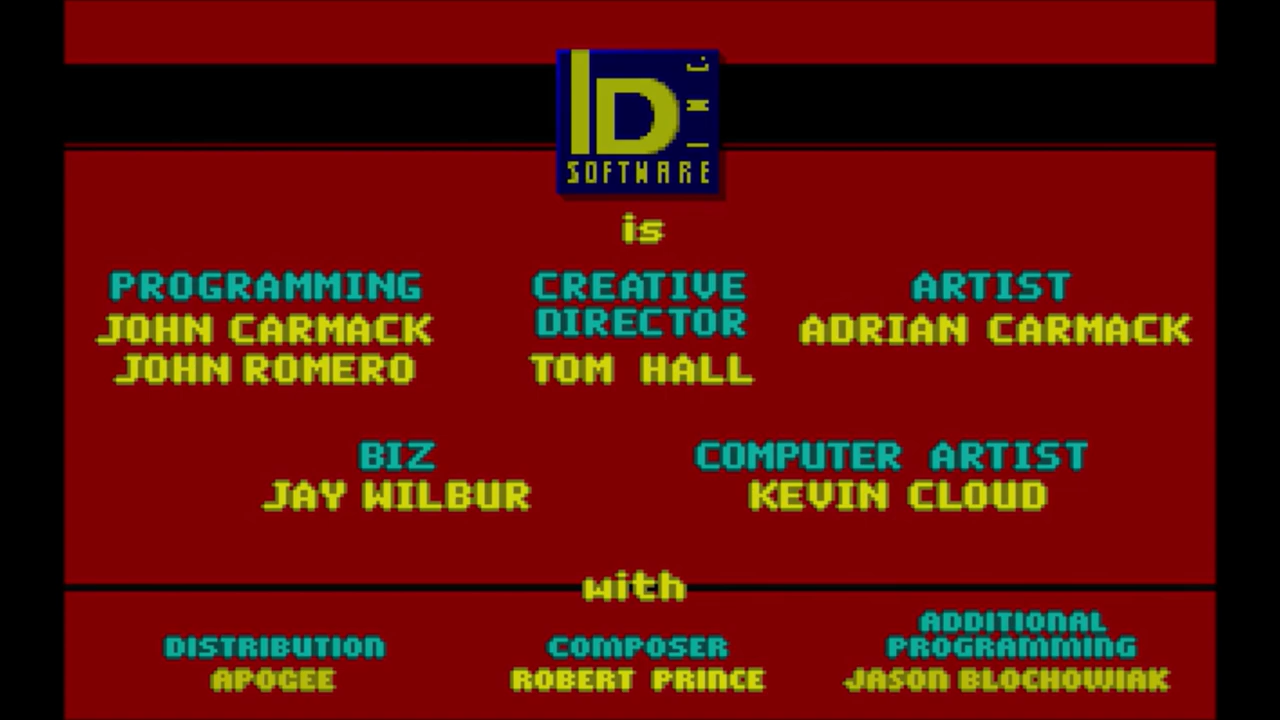 ID
INC.
SOFTWARE
is
PROGRAMMING
JOHN CARMACK
JOHN ROMERO
CREATIVE
DIRECTOR
TOM HALL
ARTIST
ADRIAN CARMACK
BIZ
JAY WILBUR
COMPUTER ARTIST
KEVIN CLOUD
with
DISTRIBUTION
APOGEE
COMPOSER
ROBERT PRINCE
ADDITIONAL
PROGRAMMING
JASON BLOCHOWIAK